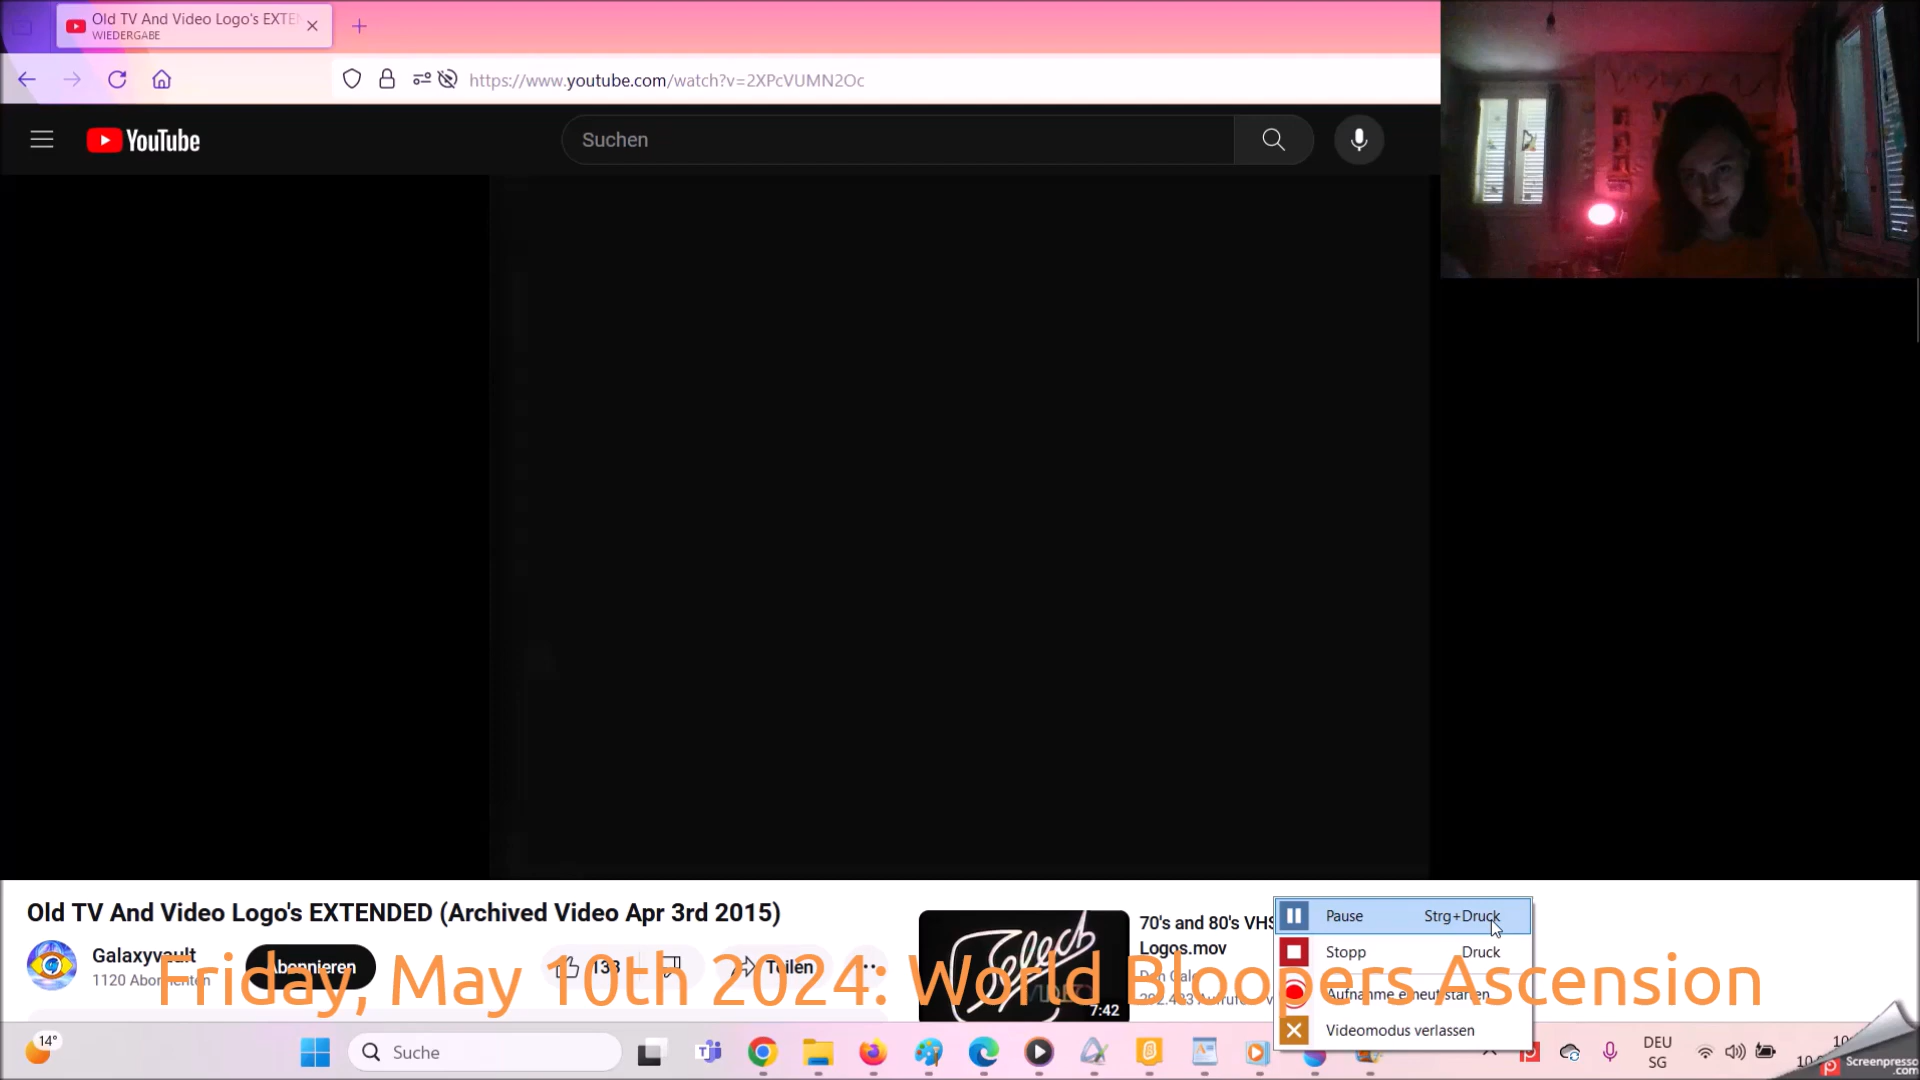 Old TV And Video Logo's EXTE
WIEDERGABE
https://www.youtube.com/watch?v=2XPcVUMN2Oc
YouTube
Suchen
Old TV And Video Logo's EXTENDED (Archived Video Apr 3rd 2015)
Galaxyvault
1120 Abonnenten
Abonnieren
133
Teilen
70's and 80's VHS
Logos.mov
7:42
Pause Strg+Druck
Stopp Druck
Aufnahme erneut starten
Videomodus verlassen
Friday, May 10th 2024: World Bloopers Ascension
14°
Suche
DEU
SG
Screenpresso
.com